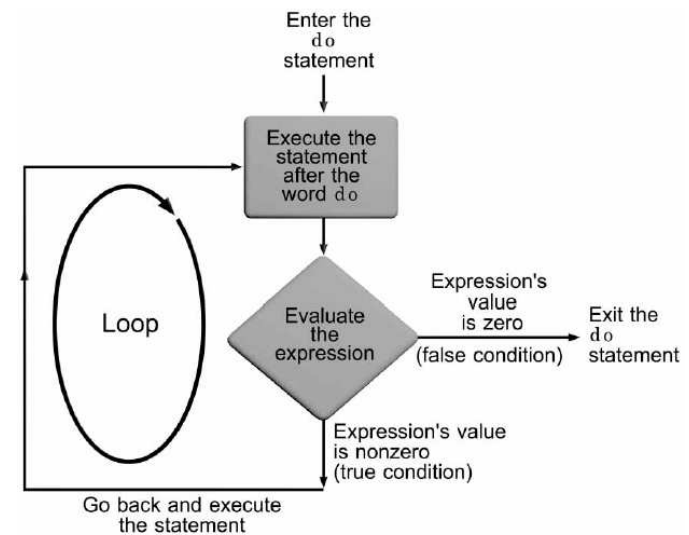 Enter the
do
statement
Execute the
statement
after the
word do
Loop
Evaluate
the
expression
Expression's
value
is zero
(false condition)
Exit the
do
statement
Expression's value
is nonzero
(true condition)
Go back and execute
the statement